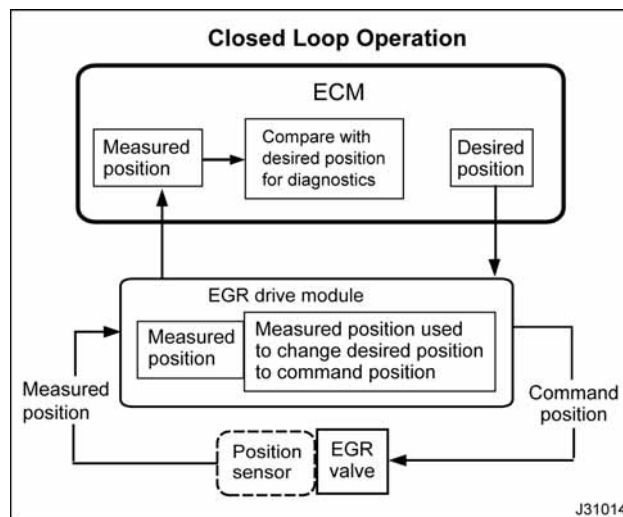 Closed Loop Operation
ECM
Measured
position
Compare with
desired position
for diagnostics
Desired
position
EGR drive module
Measured
position
Measured position used
to change desired position
to command position
Measured
position
Command
position
Position
sensor
EGR
valve
J31014